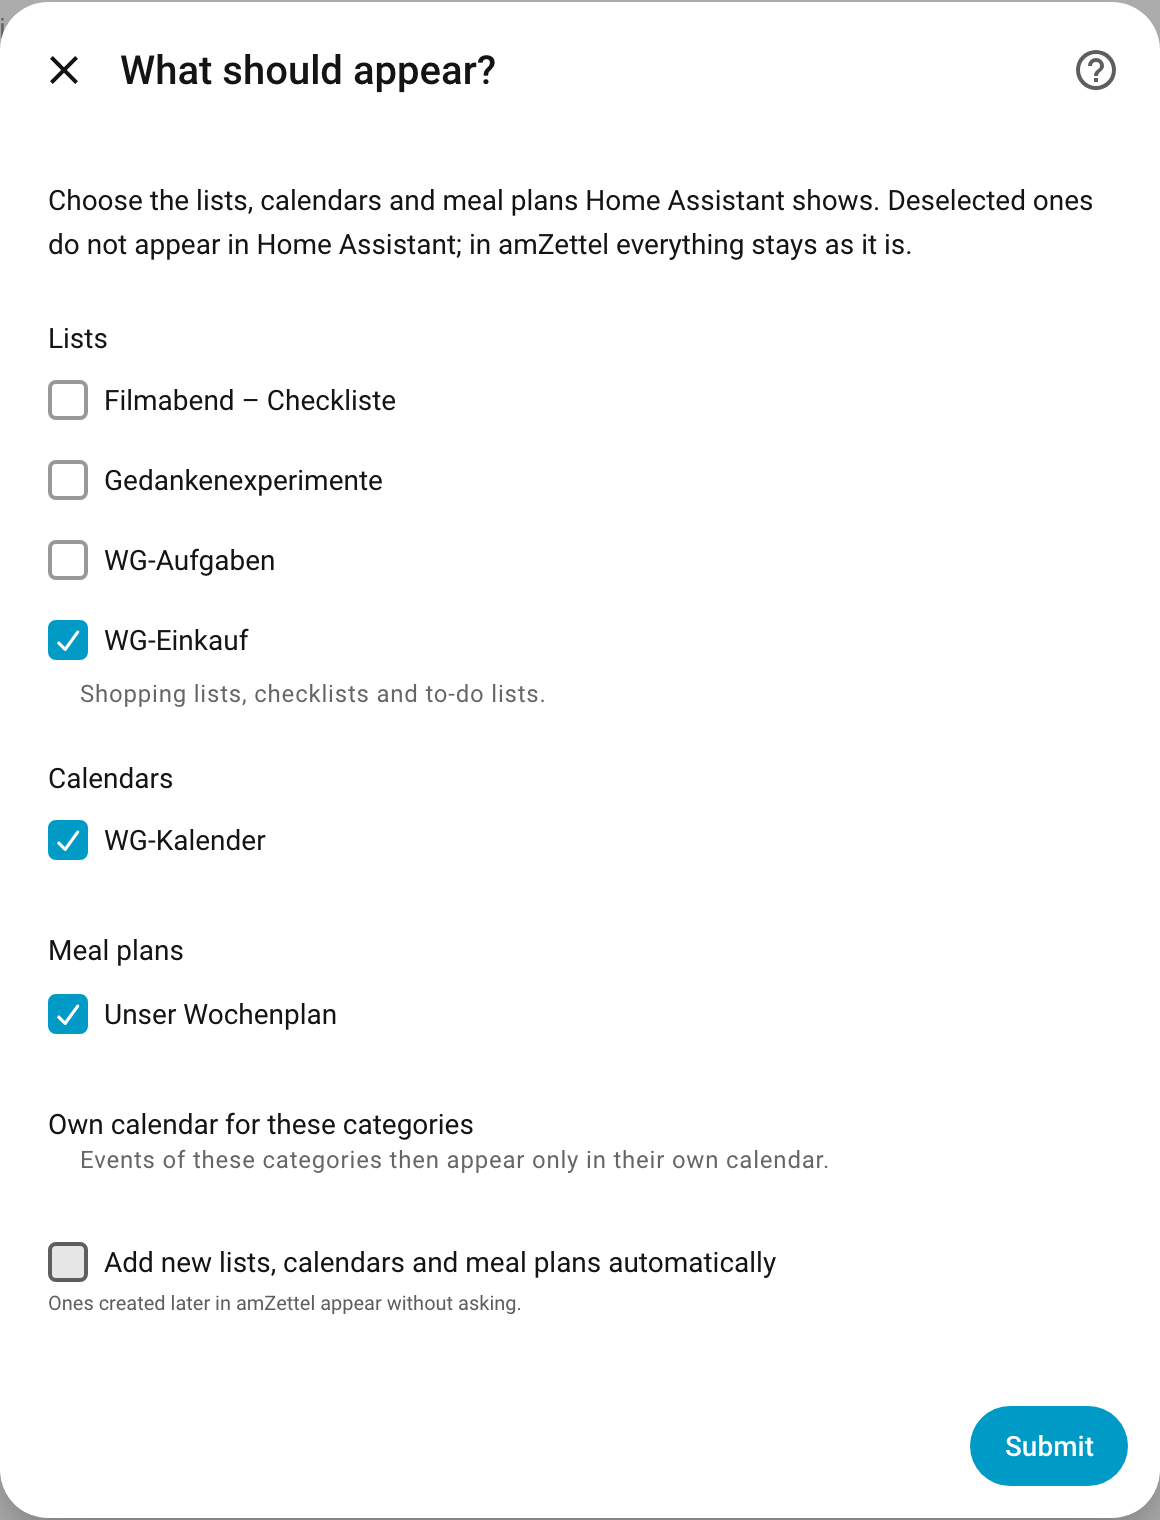 What should appear?
Choose the lists, calendars and meal plans Home Assistant shows. Deselected ones
do not appear in Home Assistant; in amZettel everything stays as it is.
Lists
Filmabend – Checkliste
Gedankenexperimente
WG-Aufgaben
WG-Einkauf
Shopping lists, checklists and to-do lists.
Calendars
WG-Kalender
Meal plans
Unser Wochenplan
Own calendar for these categories
Events of these categories then appear only in their own calendar.
Add new lists, calendars and meal plans automatically
Ones created later in amZettel appear without asking.
Submit